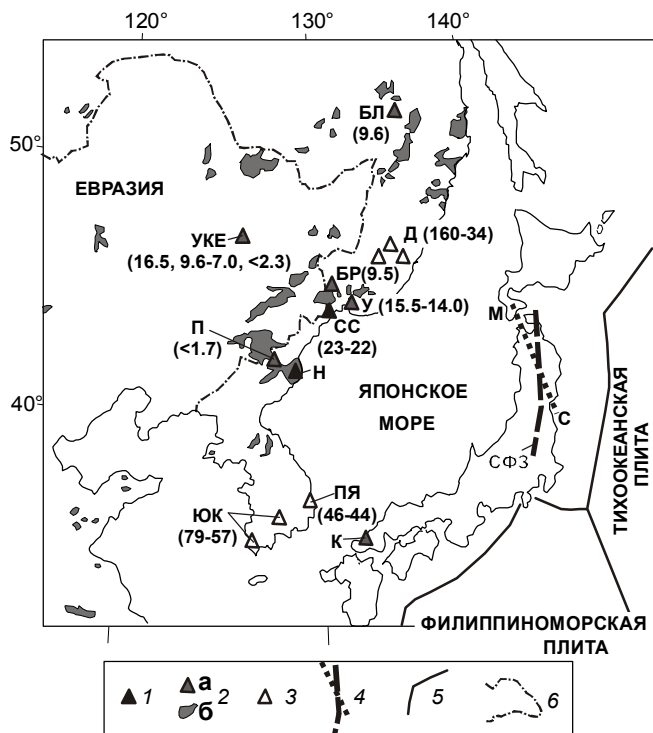 120° 130° 140°
50°
40°
БЛ
(9.6)
ЕВРАЗИЯ
УКЕ
(16.5, 9.6-7.0, <2.3)
Д (160-34)
БР(9.5)
У (15.5-14.0)
СС
(23-22)
П
(<1.7)
Н
ЯПОНСКОЕ
МОРЕ
М
С
СФЗ
ТИХООКЕАНСКАЯ
ПЛИТА
ПЯ
(46-44)
ЮК
(79-57)
К
ФИЛИППИНОМОРСКАЯ
ПЛИТА
1 а 2 3 4 5 6
б